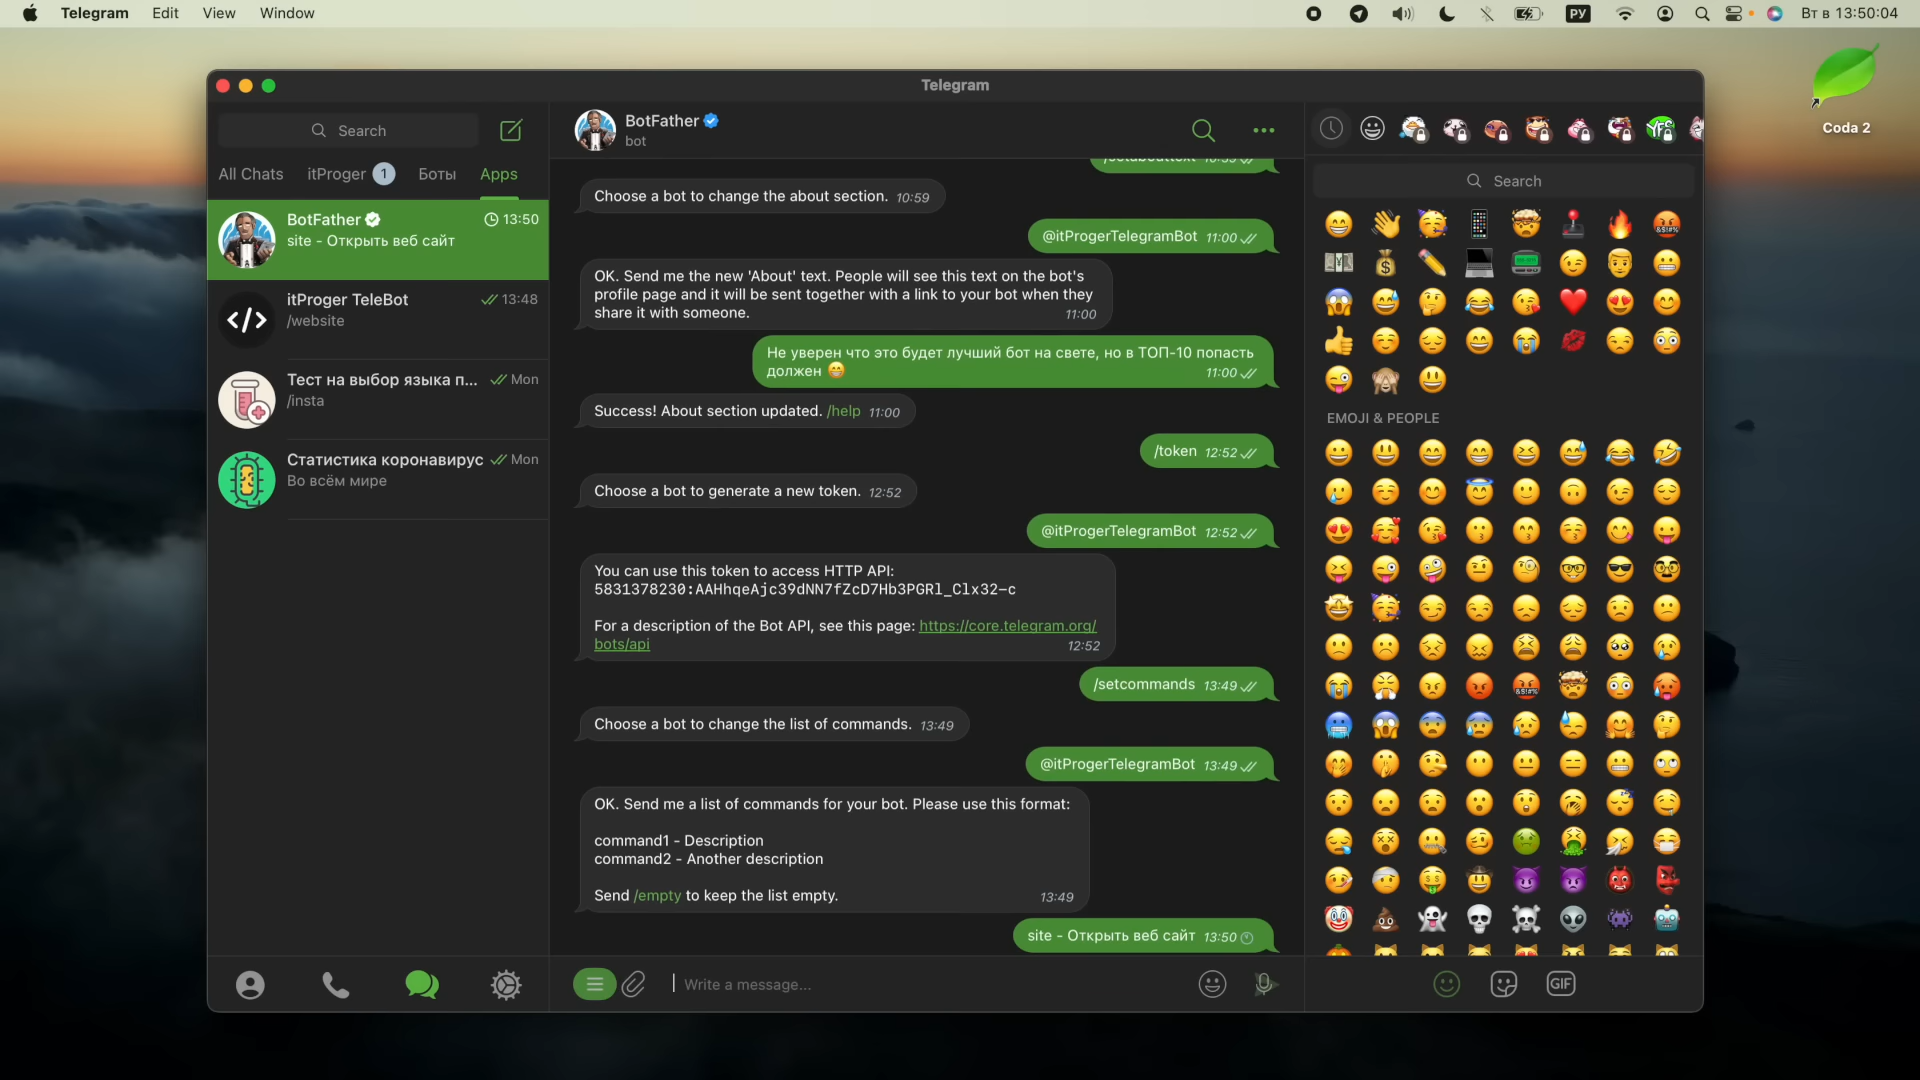 Telegram
Edit
View
Window
РУ
Вт в 13:50:04
Coda 2
Telegram
Search
All Chats
itProger 1
Боты
Apps
BotFather
13:50
site - Открыть веб сайт
itProger TeleBot
13:48
/website
Тест на выбор языка п...
Mon
/insta
Статистика коронавирус
Mon
Во всём мире
BotFather
bot
Choose a bot to change the about section. 10:59
@itProgerTelegramBot 11:00
OK. Send me the new 'About' text. People will see this text on the bot's
profile page and it will be sent together with a link to your bot when they
share it with someone. 11:00
Не уверен что это будет лучший бот на свете, но в ТОП-10 попасть
должен 😁 11:00
Success! About section updated. /help 11:00
/token 12:52
Choose a bot to generate a new token. 12:52
@itProgerTelegramBot 12:52
You can use this token to access HTTP API:
5831378230:AAHhqeAjc39dNN7fZcD7Hb3PGRl_Clx32-c
For a description of the Bot API, see this page: https://core.telegram.org/
bots/api 12:52
/setcommands 13:49
Choose a bot to change the list of commands. 13:49
@itProgerTelegramBot 13:49
OK. Send me a list of commands for your bot. Please use this format:
command1 - Description
command2 - Another description
Send /empty to keep the list empty. 13:49
site - Открыть веб сайт 13:50
Write a message...
YES
Search
EMOJI & PEOPLE
GIF